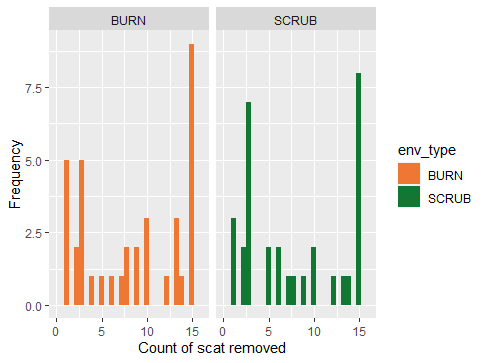 BURN SCRUB
7.5
5.0
2.5
0.0
Frequency
0 5 10 15 0 5 10 15
Count of scat removed
env_type
BURN
SCRUB